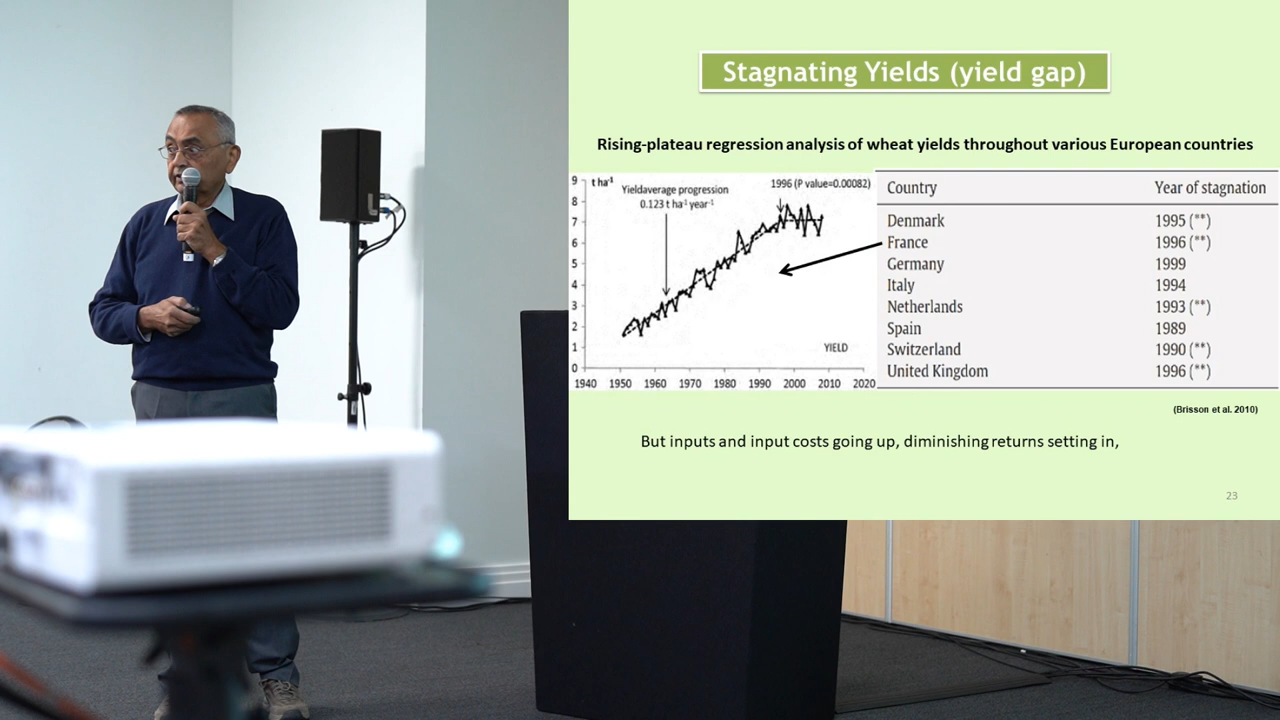 Stagnating Yields (yield gap)
Rising-plateau regression analysis of wheat yields throughout various European countries
9
t ha⁻¹
Yieldaverage progression
0.123 t ha⁻¹ year⁻¹
1996 (P value=0.00082)
8
7
6
5
4
3
2
1
0
YIELD
1940 1950 1960 1970 1980 1990 2000 2010 2020
Country Year of stagnation
Denmark 1995 (**)
France 1996 (**)
Germany 1999
Italy 1994
Netherlands 1993 (**)
Spain 1989
Switzerland 1990 (**)
United Kingdom 1996 (**)
(Brisson et al. 2010)
But inputs and input costs going up, diminishing returns setting in,
23